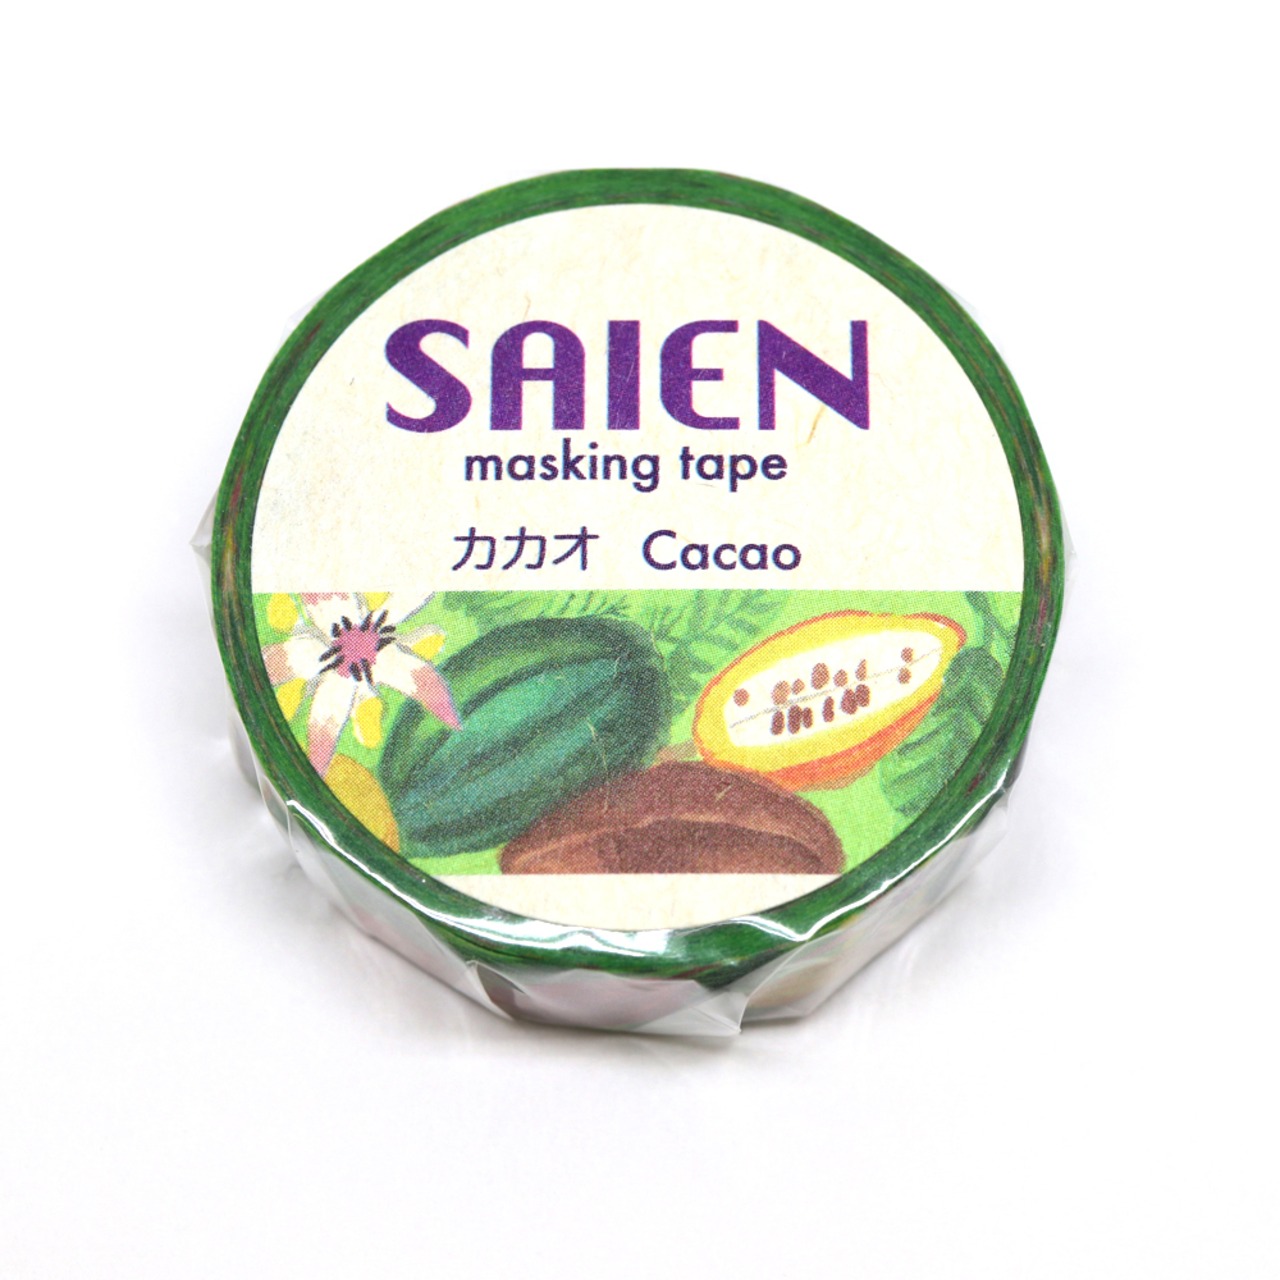 SAIEN
masking tape
カカオ Cacao